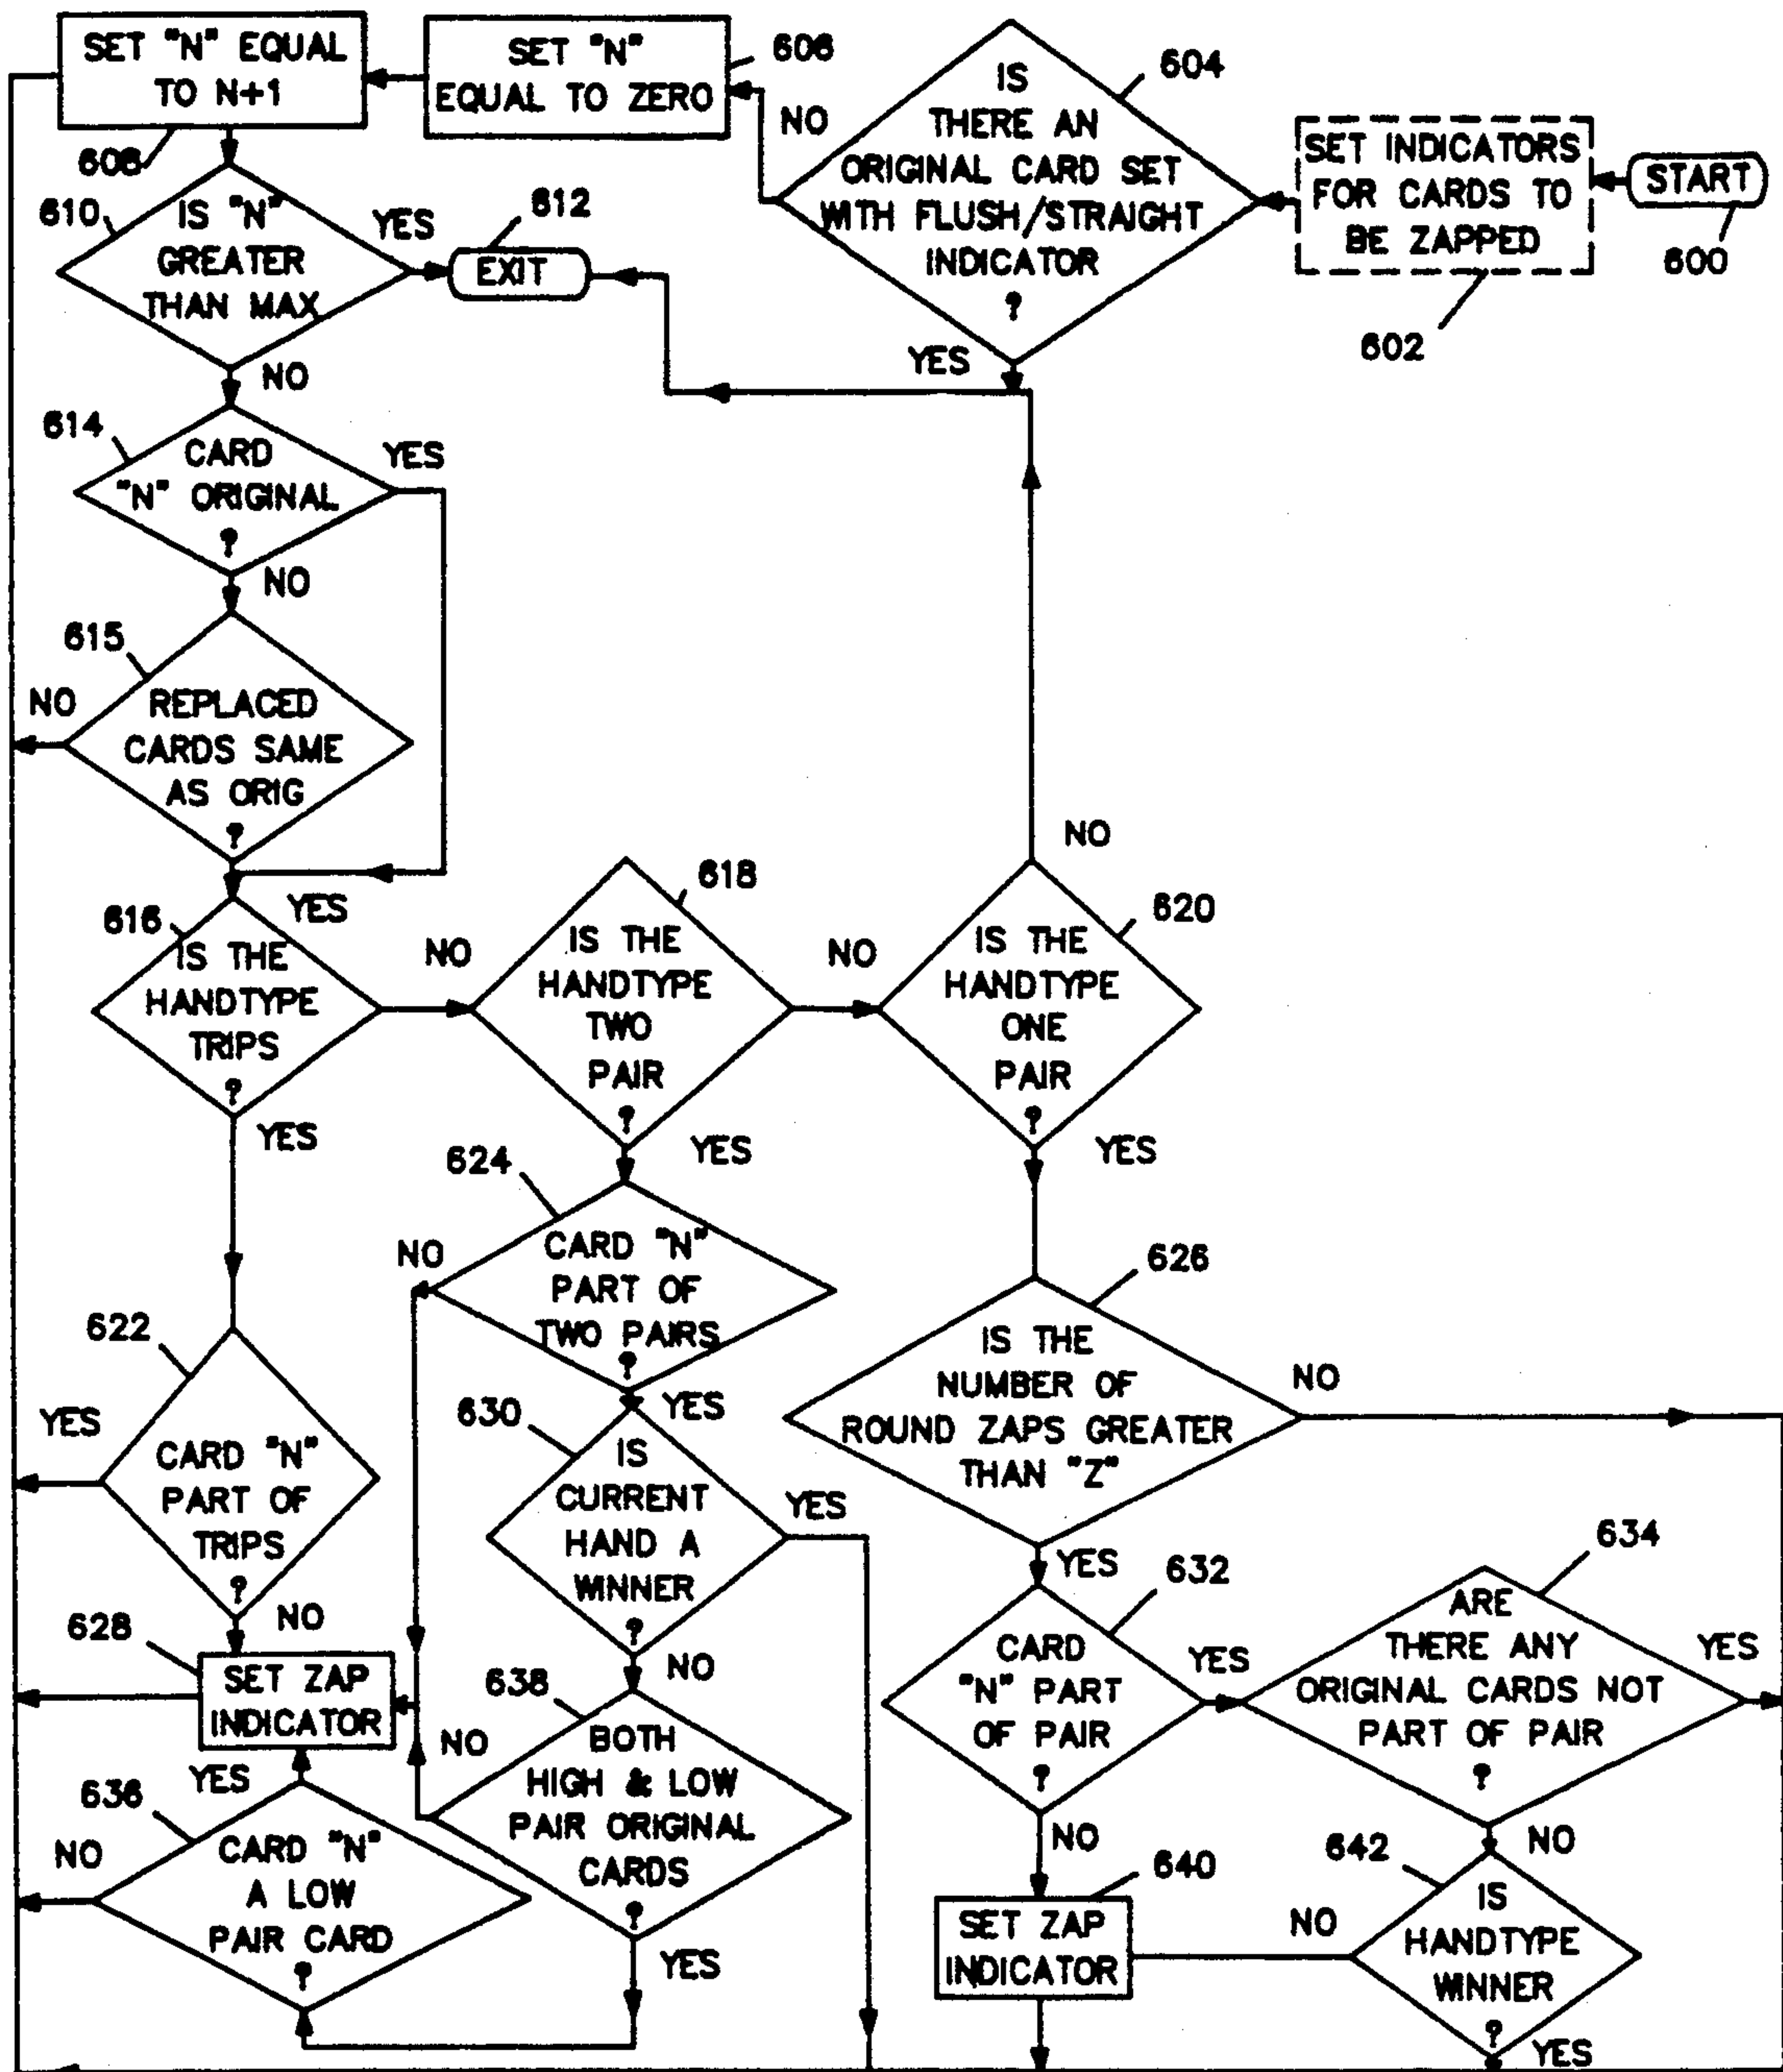 SET "N" EQUAL
TO N+1
606
SET "N"
EQUAL TO ZERO
606
IS
THERE AN
ORIGINAL CARD SET
WITH FLUSH/STRAIGHT
INDICATOR
?
604
NO
YES
SET INDICATORS
FOR CARDS TO
BE ZAPPED
602
START
600
610
IS "N"
GREATER
THAN MAX
YES
NO
612
EXIT
614
CARD
"N" ORIGINAL
?
YES
NO
615
REPLACED
CARDS SAME
AS ORIG
?
NO
YES
616
IS THE
HANDTYPE
TRIPS
?
NO
YES
618
IS THE
HANDTYPE
TWO
PAIR
?
NO
YES
620
IS THE
HANDTYPE
ONE
PAIR
?
NO
YES
622
CARD "N"
PART OF
TRIPS
?
YES
NO
624
CARD "N"
PART OF
TWO PAIRS
?
NO
YES
626
IS THE
NUMBER OF
ROUND ZAPS GREATER
THAN "Z"
NO
YES
628
SET ZAP
INDICATOR
630
IS
CURRENT
HAND A
WINNER
?
YES
NO
632
CARD
"N" PART
OF PAIR
?
YES
NO
634
ARE
THERE ANY
ORIGINAL CARDS NOT
PART OF PAIR
?
YES
NO
636
CARD "N"
A LOW
PAIR CARD
?
YES
NO
638
BOTH
HIGH & LOW
PAIR ORIGINAL
CARDS
?
NO
YES
640
SET ZAP
INDICATOR
642
IS
HANDTYPE
WINNER
?
NO
YES